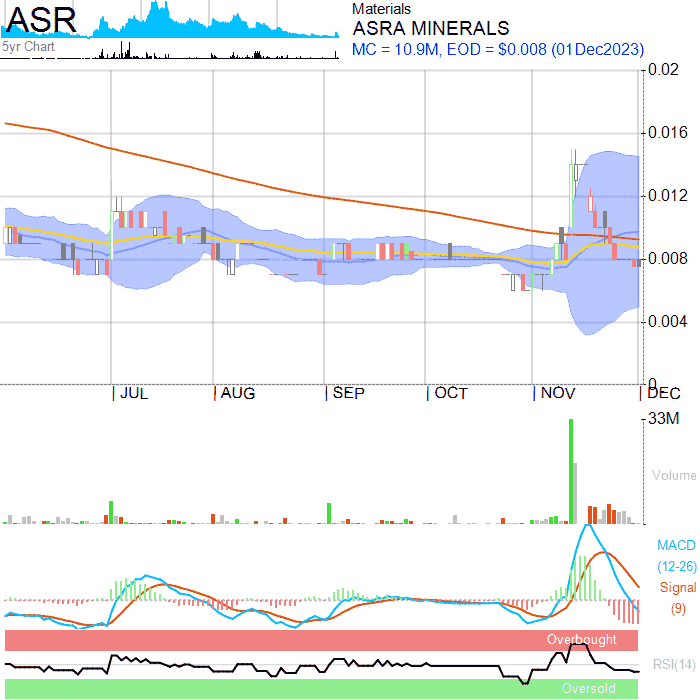 ASR
5yr Chart
Materials
ASRA MINERALS
MC = 10.9M, EOD = $0.008 (01Dec2023)
0.02
0.016
0.012
0.008
0.004
0
JUL AUG SEP OCT NOV DEC
33M
Volume
MACD
(12-26)
Signal
(9)
Overbought
RSI(14)
Oversold